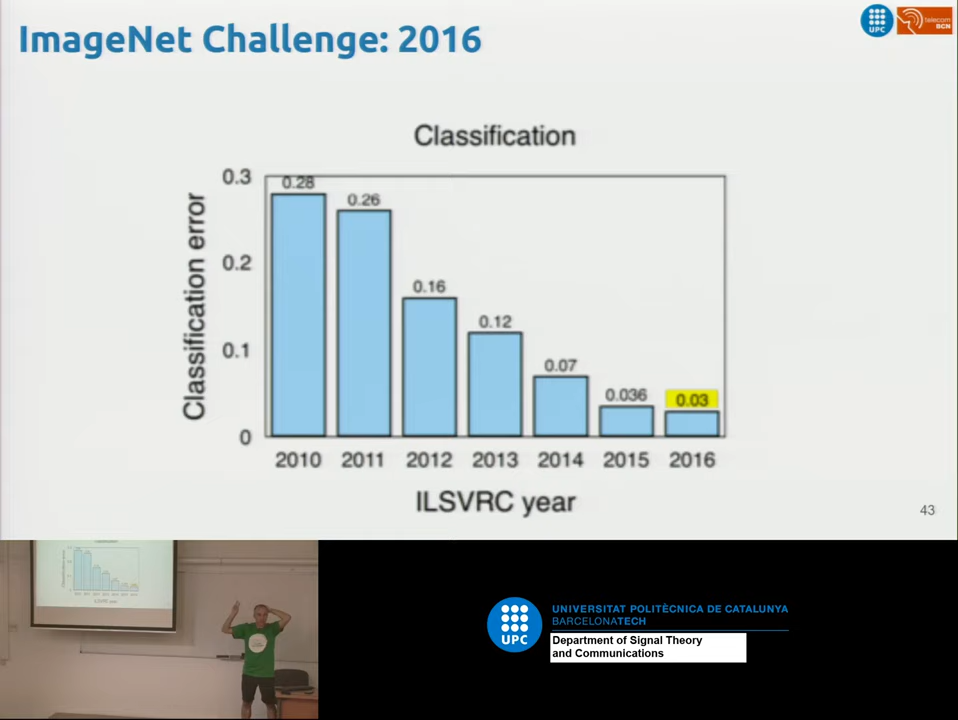 ImageNet Challenge: 2016
UPC
telecom
BCN
Classification
Classification error
0.3
0.2
0.1
0
0.28
0.26
0.16
0.12
0.07
0.036
0.03
2010 2011 2012 2013 2014 2015 2016
ILSVRC year
43
UPC
UNIVERSITAT POLITÈCNICA DE CATALUNYA
BARCELONATECH
Department of Signal Theory
and Communications